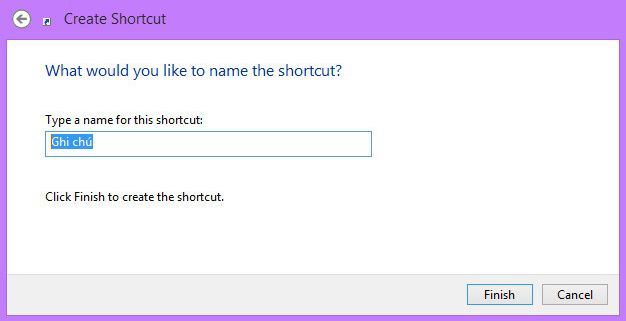 Create Shortcut
What would you like to name the shortcut?
Type a name for this shortcut:
Ghi chú
Click Finish to create the shortcut.
Finish Cancel